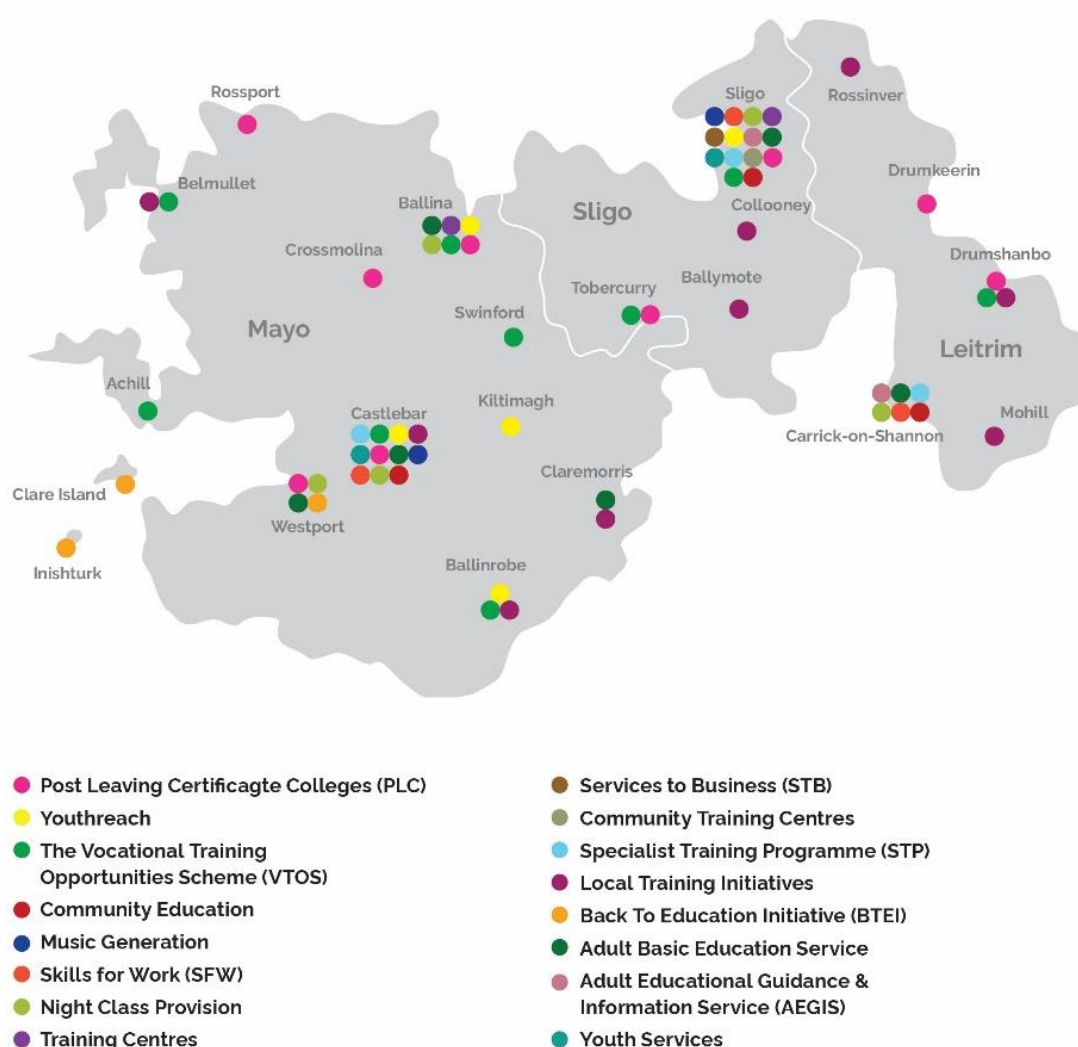 Rossport
Sligo
Rossinver
Belmullet
Drumkeerin
Ballina
Collooney
Sligo
Crossmolina
Drumshanbo
Ballymote
Tobercurry
Swinford
Mayo
Leitrim
Achill
Kiltimagh
Castlebar
Mohill
Carrick-on-Shannon
Claremorris
Clare Island
Westport
Ballinrobe
Inishturk
Post Leaving Certificagte Colleges (PLC)
Youthreach
The Vocational Training
Opportunities Scheme (VTOS)
Community Education
Music Generation
Skills for Work (SFW)
Night Class Provision
Training Centres
Services to Business (STB)
Community Training Centres
Specialist Training Programme (STP)
Local Training Initiatives
Back To Education Initiative (BTEI)
Adult Basic Education Service
Adult Educational Guidance &
Information Service (AEGIS)
Youth Services